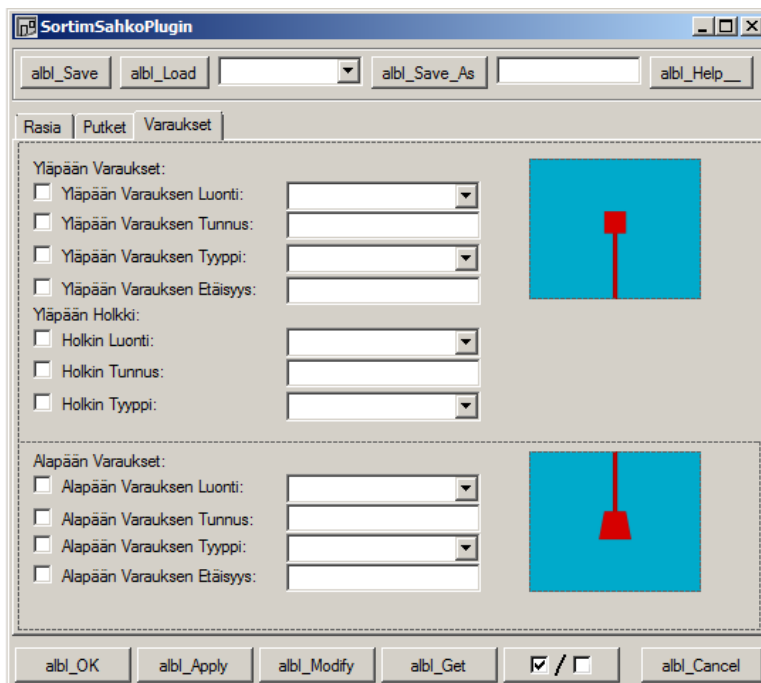 SortimSahkoPlugin
albl_Save albl_Load albl_Save_As albl_Help__
Rasia Putket Varaukset
Yläpään Varaukset:
Yläpään Varauksen Luonti:
Yläpään Varauksen Tunnus:
Yläpään Varauksen Tyyppi:
Yläpään Varauksen Etäisyys:
Yläpään Holkki:
Holkin Luonti:
Holkin Tunnus:
Holkin Tyyppi:
Alapään Varaukset:
Alapään Varauksen Luonti:
Alapään Varauksen Tunnus:
Alapään Varauksen Tyyppi:
Alapään Varauksen Etäisyys:
albl_OK albl_Apply albl_Modify albl_Get / albl_Cancel